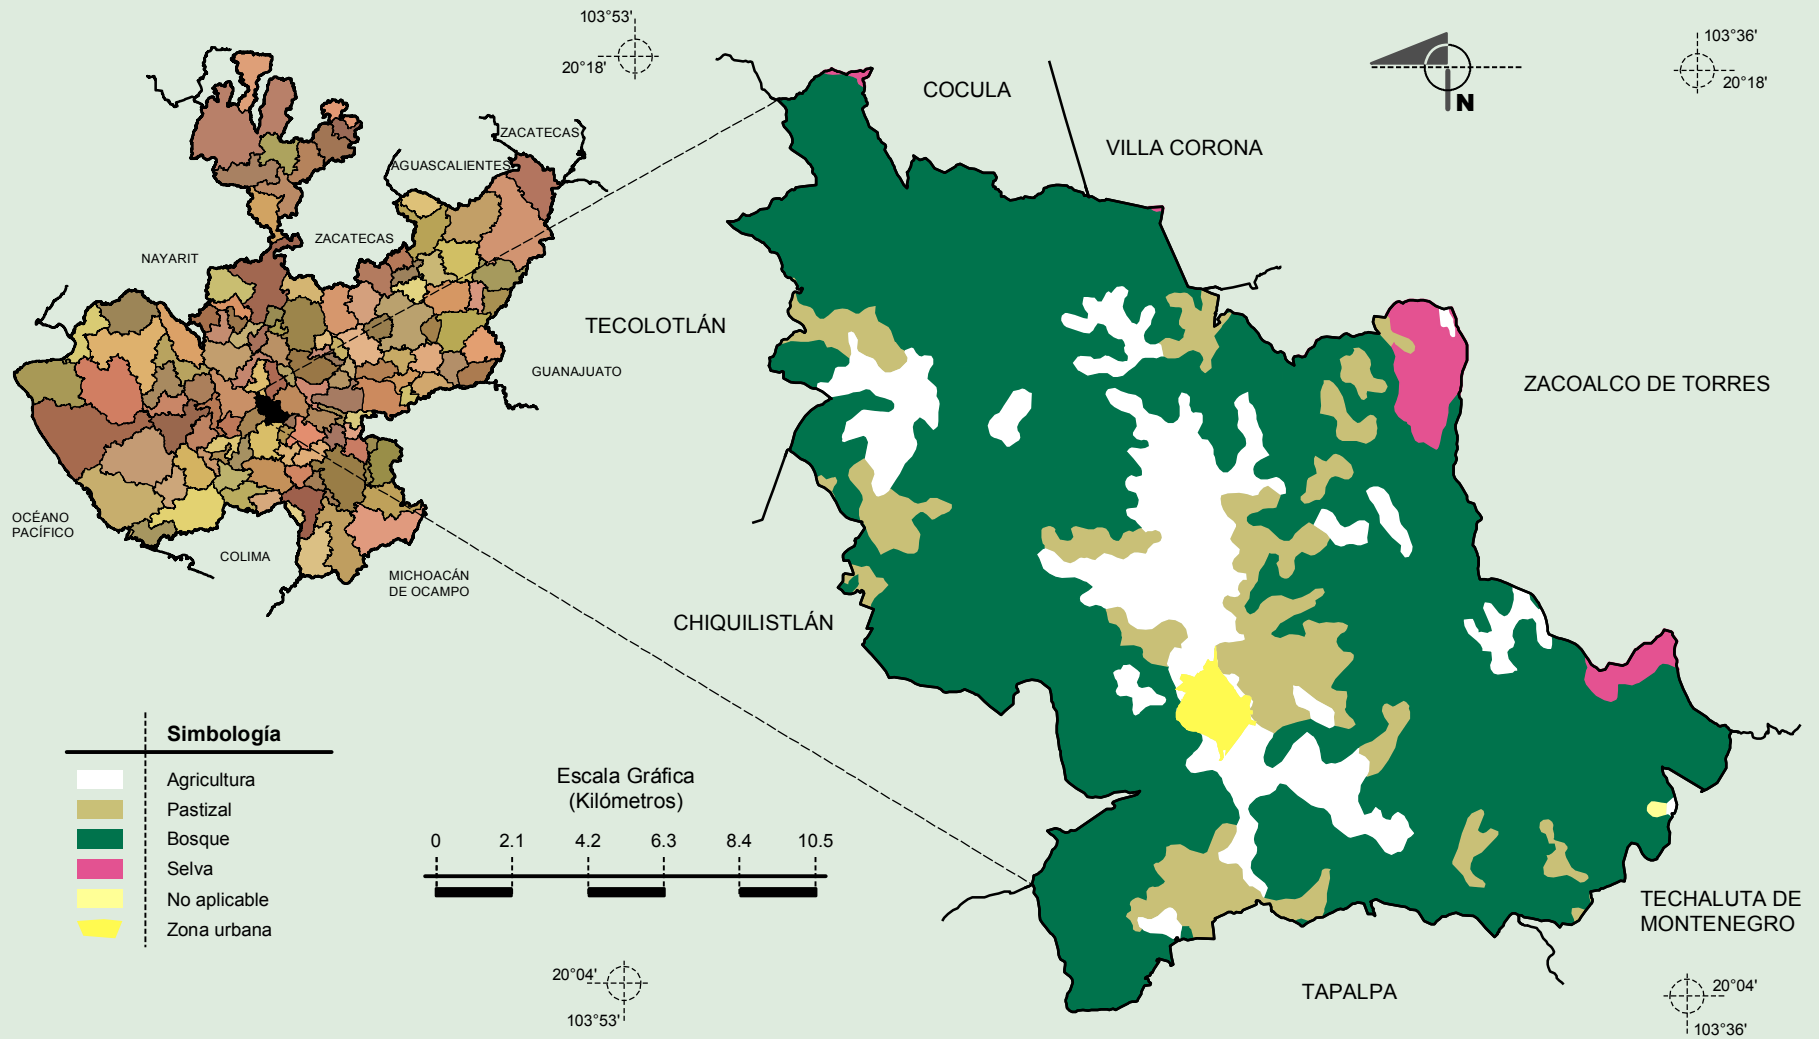 103°53'
20°18'
103°36'
20°18'
N
COCULA
VILLA CORONA
ZACATECAS
AGUASCALIENTES
ZACATECAS
NAYARIT
TECOLOTLÁN
GUANAJUATO
ZACOALCO DE TORRES
OCÉANO
PACÍFICO
COLIMA
MICHOACÁN
DE OCAMPO
CHIQUILISTLÁN
Simbología
Agricultura
Pastizal
Bosque
Selva
No aplicable
Zona urbana
Escala Gráfica
(Kilómetros)
0 2.1 4.2 6.3 8.4 10.5
TECHALUTA DE
MONTENEGRO
TAPALPA
20°04'
103°53'
20°04'
103°36'